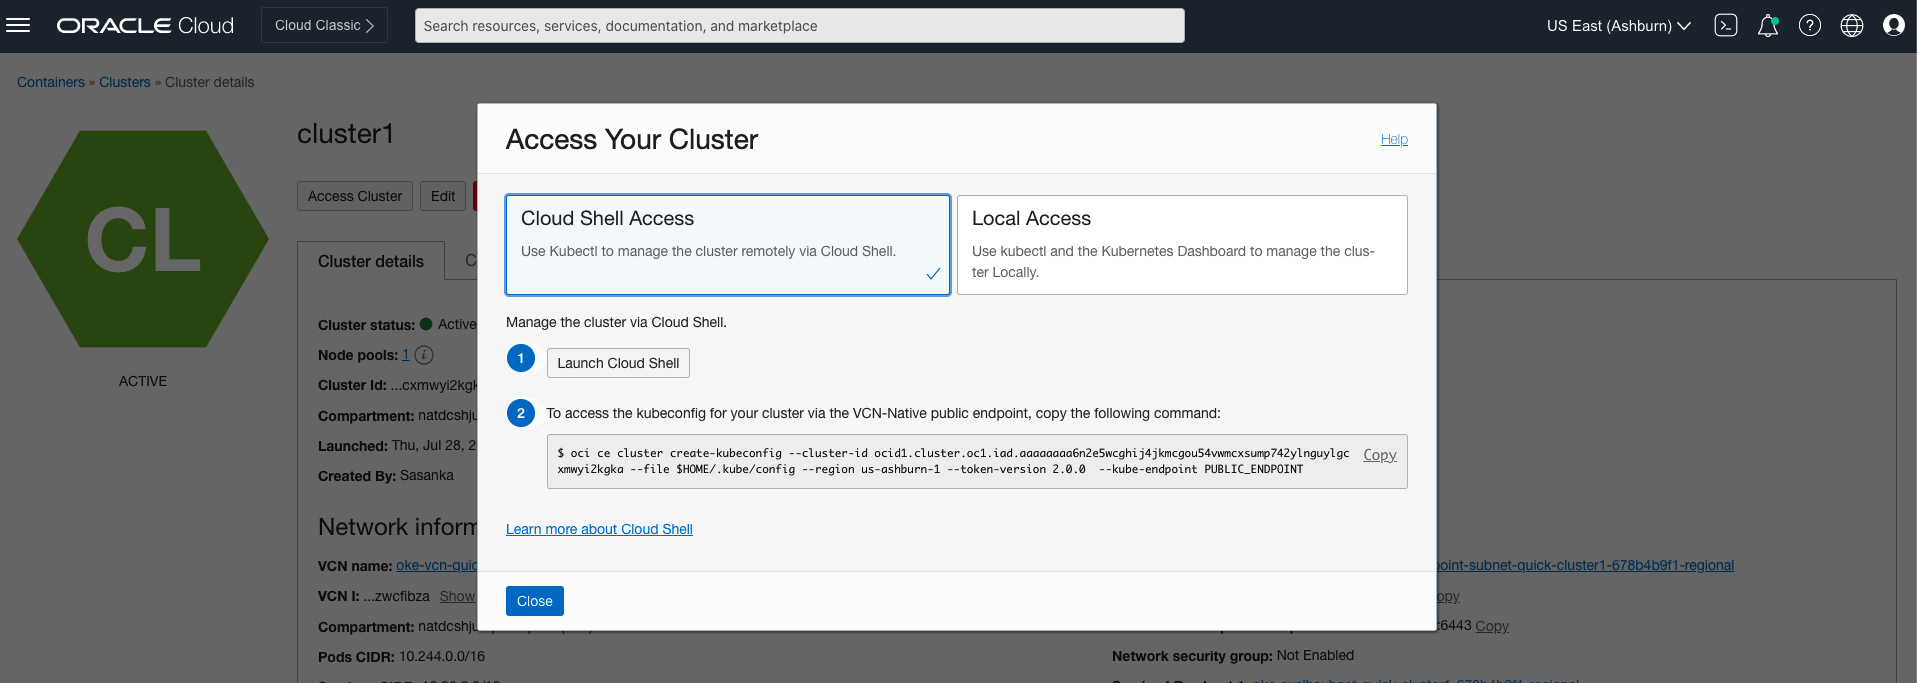 ORACLE Cloud
Cloud Classic
Search resources, services, documentation, and marketplace
US East (Ashburn)
Containers » Clusters » Cluster details
CL
ACTIVE
cluster1
Access Cluster
Edit
Cluster details
C
Cluster status: Active
Node pools: 1
Cluster Id: ...cxmwyi2kgk
Compartment: natdcshju
Launched: Thu, Jul 28, 2
Created By: Sasanka
Network inform
VCN name: oke-vcn-quic
VCN I: ...zwcfibza Show
Compartment: natdcshju
Pods CIDR: 10.244.0.0/16
Access Your Cluster
Help
Cloud Shell Access
Use Kubectl to manage the cluster remotely via Cloud Shell.
Local Access
Use kubectl and the Kubernetes Dashboard to manage the clus-
ter Locally.
Manage the cluster via Cloud Shell.
1
Launch Cloud Shell
2
To access the kubeconfig for your cluster via the VCN-Native public endpoint, copy the following command:
$ oci ce cluster create-kubeconfig --cluster-id ocid1.cluster.oc1.iad.aaaaaaaa6n2e5wcghij4jkmcgou54vwmcxsump742ylnguylgc
xmwyi2kgka --file $HOME/.kube/config --region us-ashburn-1 --token-version 2.0.0 --kube-endpoint PUBLIC_ENDPOINT
Copy
Learn more about Cloud Shell
Close
oint-subnet-quick-cluster1-678b4b9f1-regional
opy
:6443 Copy
Network security group: Not Enabled